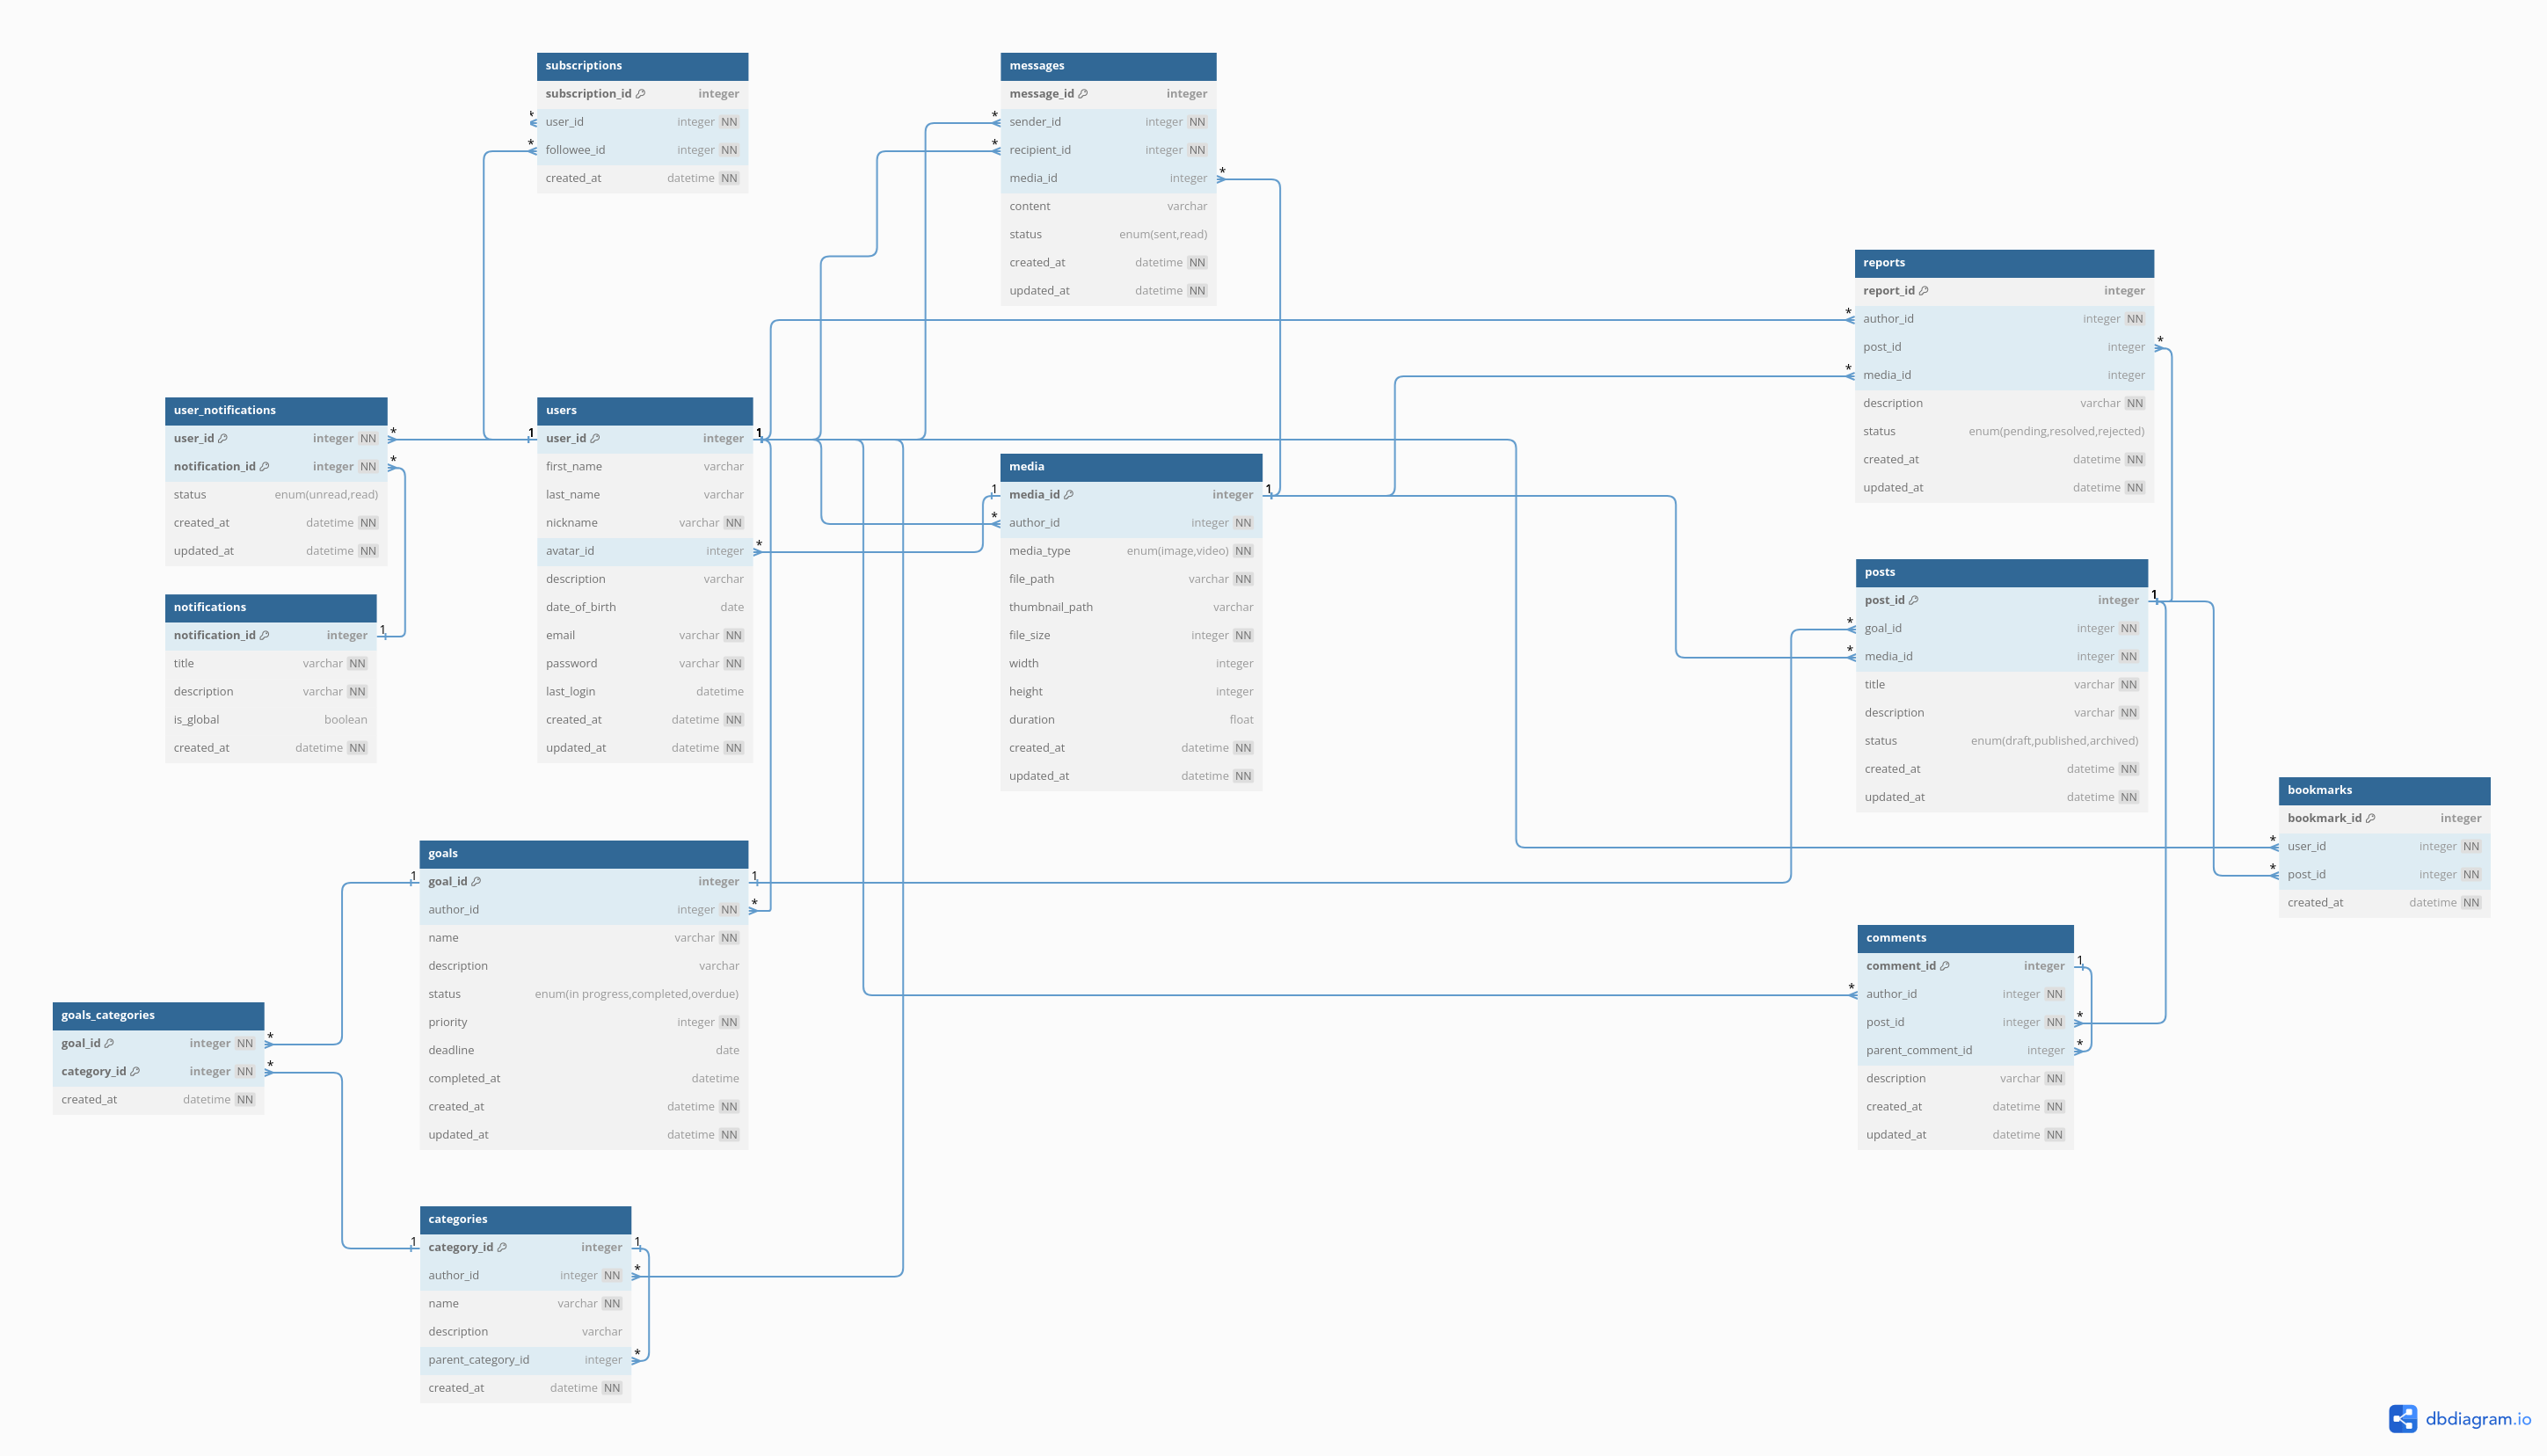 subscriptions
subscription_id integer
* user_id integer NN
* followee_id integer NN
created_at datetime NN
messages
message_id integer
* sender_id integer NN
* recipient_id integer NN
media_id integer *
content varchar
status enum(sent,read)
created_at datetime NN
updated_at datetime NN
reports
report_id integer
* author_id integer NN
post_id integer *
* media_id integer
description varchar NN
status enum(pending,resolved,rejected)
created_at datetime NN
updated_at datetime NN
user_notifications
user_id integer NN *
notification_id integer NN *
status enum(unread,read)
created_at datetime NN
updated_at datetime NN
users
1 user_id integer 1
first_name varchar
last_name varchar
nickname varchar NN
avatar_id integer *
description varchar
date_of_birth date
email varchar NN
password varchar NN
last_login datetime
created_at datetime NN
updated_at datetime NN
media
1 media_id integer 1
* author_id integer NN
media_type enum(image,video) NN
file_path varchar NN
thumbnail_path varchar
file_size integer NN
width integer
height integer
duration float
created_at datetime NN
updated_at datetime NN
notifications
notification_id integer 1
title varchar NN
description varchar NN
is_global boolean
created_at datetime NN
posts
post_id integer 1
* goal_id integer NN
* media_id integer NN
title varchar NN
description varchar NN
status enum(draft,published,archived)
created_at datetime NN
updated_at datetime NN
bookmarks
bookmark_id integer
* user_id integer NN
* post_id integer NN
created_at datetime NN
goals
1 goal_id integer 1
author_id integer NN *
name varchar NN
description varchar
status enum(in progress,completed,overdue)
priority integer NN
deadline date
completed_at datetime
created_at datetime NN
updated_at datetime NN
comments
comment_id integer 1
* author_id integer NN
post_id integer NN *
parent_comment_id integer *
description varchar NN
created_at datetime NN
updated_at datetime NN
goals_categories
goal_id integer NN *
category_id integer NN *
created_at datetime NN
categories
1 category_id integer 1
author_id integer NN *
name varchar NN
description varchar
parent_category_id integer *
created_at datetime NN
dbdiagram.io